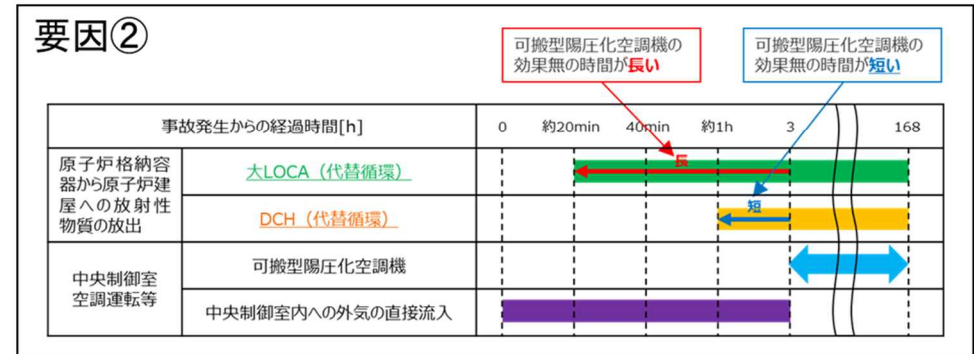 要因②
可搬型陽圧化空調機の
効果無の時間が長い
可搬型陽圧化空調機の
効果無の時間が短い
事故発生からの経過時間[h]
0 約20min 40min 約1h 3 168
原子炉格納容
器から原子炉建
屋への放射性
物質の放出
大LOCA（代替循環）
長
DCH（代替循環）
短
中央制御室
空調運転等
可搬型陽圧化空調機
中央制御室内への外気の直接流入